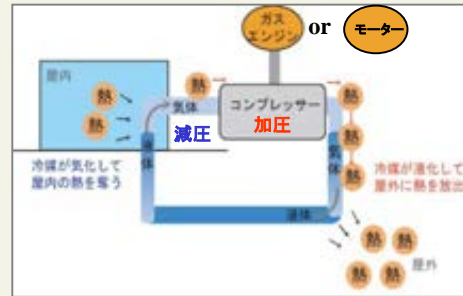 ガス
エンジン
or
モーター
屋内
熱
熱
熱
気体
コンプレッサー
加圧
減圧
液体
熱
熱
熱
気体
冷媒が気化して
屋内の熱を奪う
冷媒が液化して
屋外に熱を放出
液体
熱
熱
熱
熱
屋外